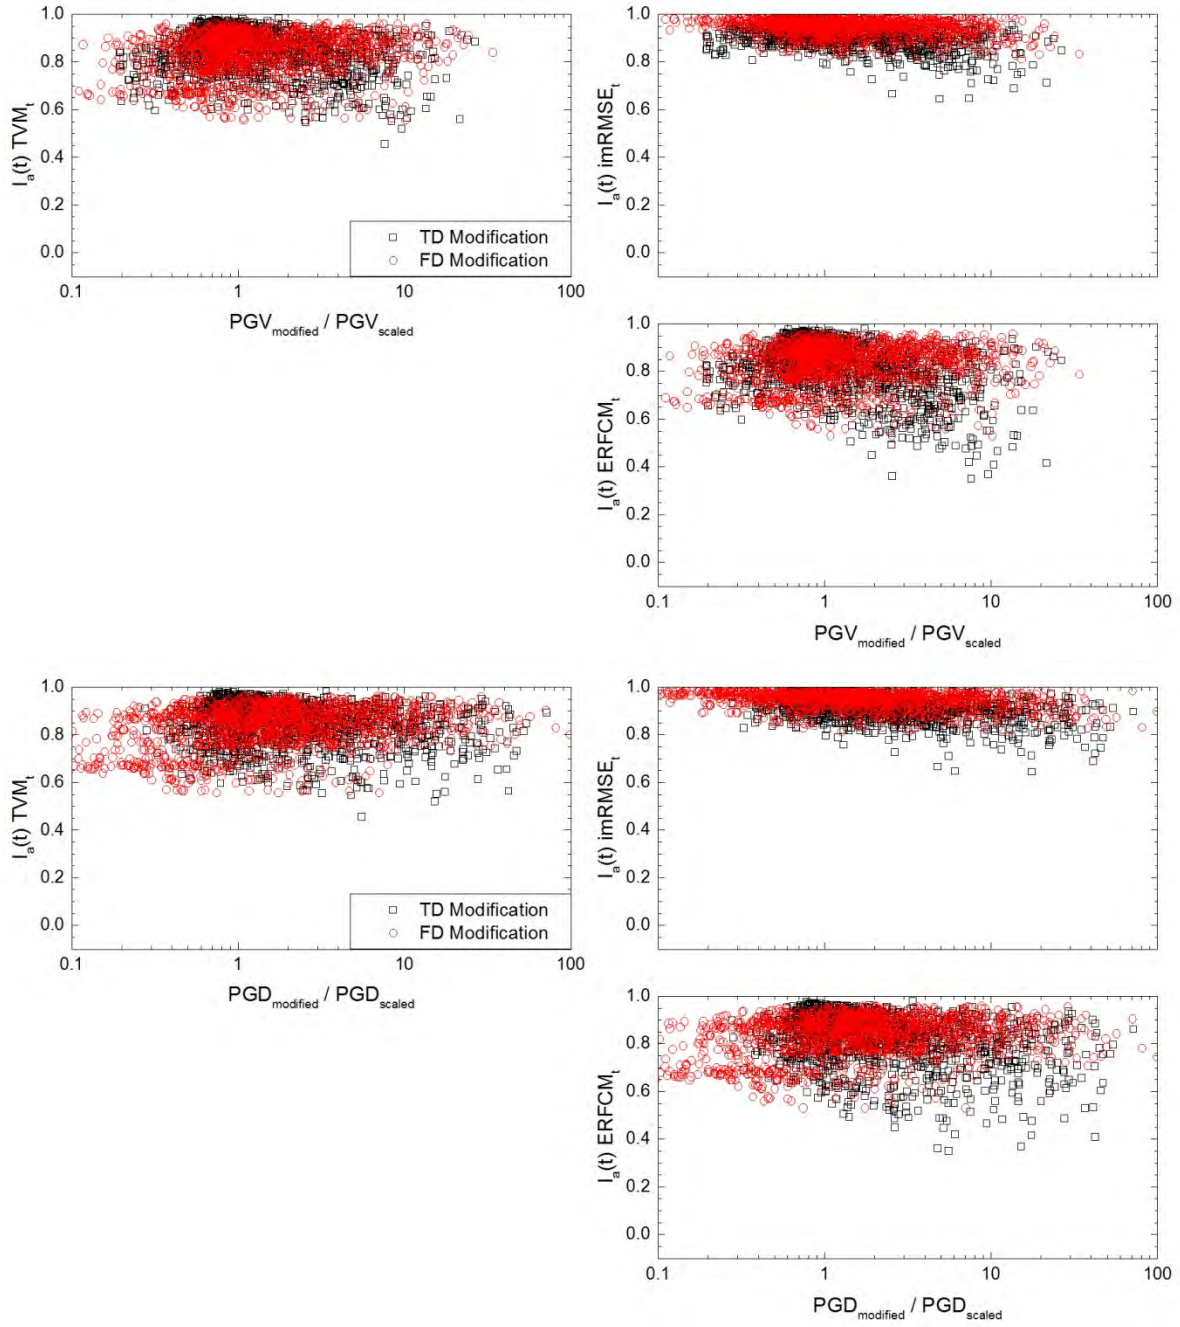 1.0
0.8
0.6
0.4
0.2
0.0
Ia(t) TVMt
TD Modification
FD Modification
0.1 1 10 100
PGVmodified / PGVscaled
1.0
0.8
0.6
0.4
0.2
0.0
Ia(t) imRMSEt
1.0
0.8
0.6
0.4
0.2
0.0
Ia(t) ERFCMt
0.1 1 10 100
PGVmodified / PGVscaled
1.0
0.8
0.6
0.4
0.2
0.0
Ia(t) TVMt
TD Modification
FD Modification
0.1 1 10 100
PGDmodified / PGDscaled
1.0
0.8
0.6
0.4
0.2
0.0
Ia(t) imRMSEt
1.0
0.8
0.6
0.4
0.2
0.0
Ia(t) ERFCMt
0.1 1 10 100
PGDmodified / PGDscaled